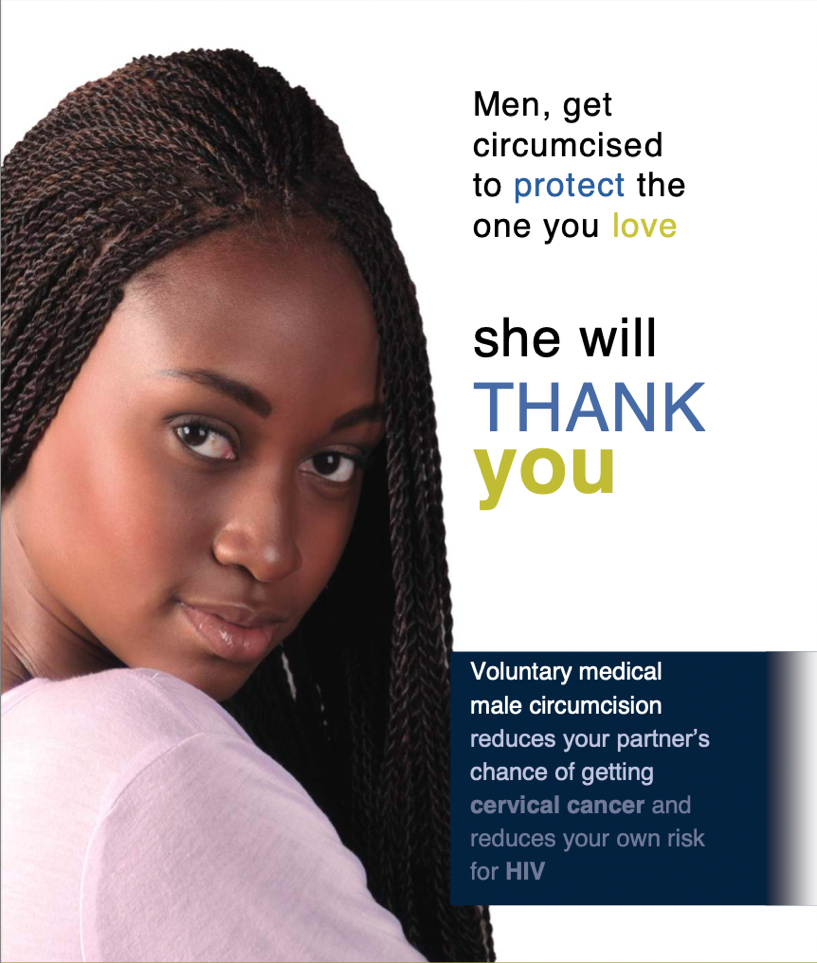 Men, get
circumcised
to protect the
one you love
she will
THANK
you
Voluntary medical
male circumcision
reduces your partner's
chance of getting
cervical cancer and
reduces your own risk
for HIV